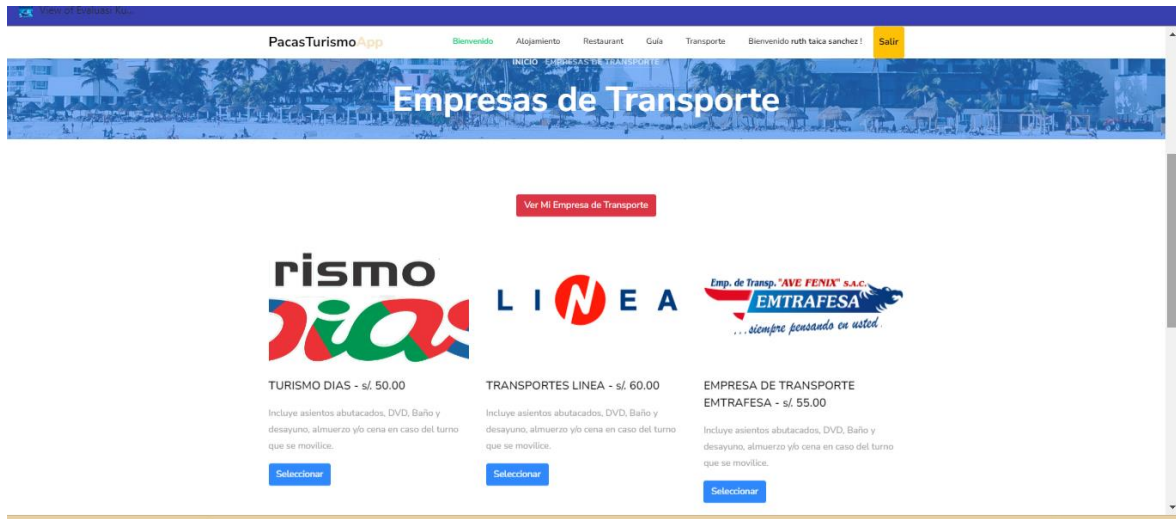 View of Evaluasi Ku...
PacasTurismoApp
Bienvenido
Alojamiento
Restaurant
Guía
Transporte
Bienvenido ruth taica sanchez !
Salir
INICIO EMPRESAS DE TRANSPORTE
Empresas de Transporte
Ver Mi Empresa de Transporte
rismo
Dias
TURISMO DIAS - s/. 50.00
Incluye asientos abutacados, DVD, Baño y
desayuno, almuerzo y/o cena en caso del turno
que se movilice.
Seleccionar
LINEA
TRANSPORTES LINEA - s/. 60.00
Incluye asientos abutacados, DVD, Baño y
desayuno, almuerzo y/o cena en caso del turno
que se movilice.
Seleccionar
Emp. de Transp. "AVE FENIX" S.A.C.
EMTRAFESA
...siempre pensando en usted.
EMPRESA DE TRANSPORTE
EMTRAFESA - s/. 55.00
Incluye asientos abutacados, DVD, Baño y
desayuno, almuerzo y/o cena en caso del turno
que se movilice.
Seleccionar